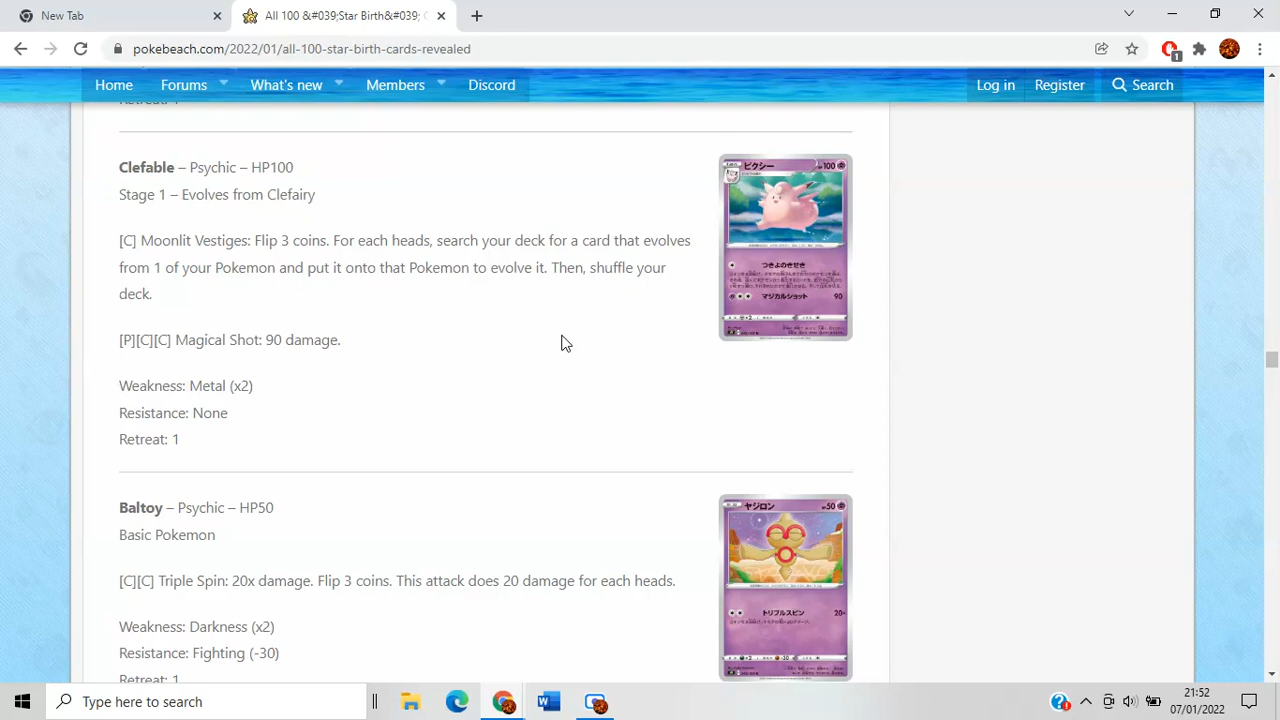 New Tab
All 100 &#039;Star Birth&#039; C
pokebeach.com/2022/01/all-100-star-birth-cards-revealed
1
Home Forums What's new Members Discord Log in Register Search
Retreat: 1
Clefable – Psychic – HP100
Stage 1 – Evolves from Clefairy
[C] Moonlit Vestiges: Flip 3 coins. For each heads, search your deck for a card that evolves
from 1 of your Pokemon and put it onto that Pokemon to evolve it. Then, shuffle your
deck.
[P][C][C] Magical Shot: 90 damage.
Weakness: Metal (x2)
Resistance: None
Retreat: 1
ピクシー 100
つきよのきせき
マジカルショット 90
Baltoy – Psychic – HP50
Basic Pokemon
[C][C] Triple Spin: 20x damage. Flip 3 coins. This attack does 20 damage for each heads.
Weakness: Darkness (x2)
Resistance: Fighting (-30)
Retreat: 1
ヤジロン 50
トリプルスピン 20×
Type here to search
21:52
07/01/2022